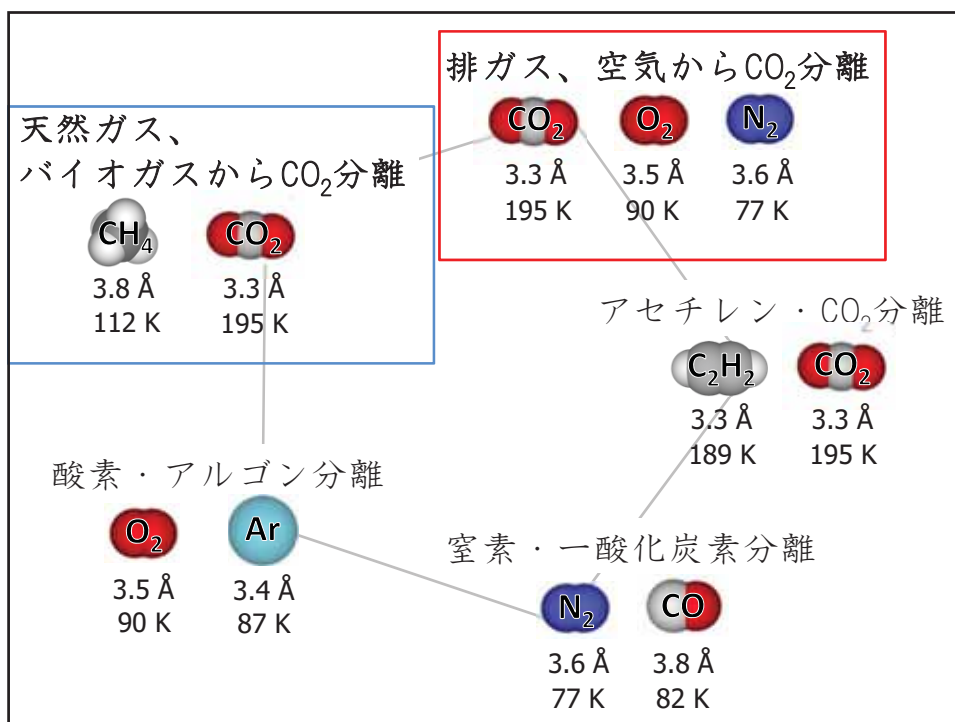 排ガス、空気からCO₂分離
CO₂ O₂ N₂
3.3 Å 3.5 Å 3.6 Å
195 K 90 K 77 K
天然ガス、
バイオガスからCO₂分離
CH₄ CO₂
3.8 Å 3.3 Å
112 K 195 K
アセチレン・CO₂分離
C₂H₂ CO₂
3.3 Å 3.3 Å
189 K 195 K
酸素・アルゴン分離
O₂ Ar
3.5 Å 3.4 Å
90 K 87 K
窒素・一酸化炭素分離
N₂ CO
3.6 Å 3.8 Å
77 K 82 K